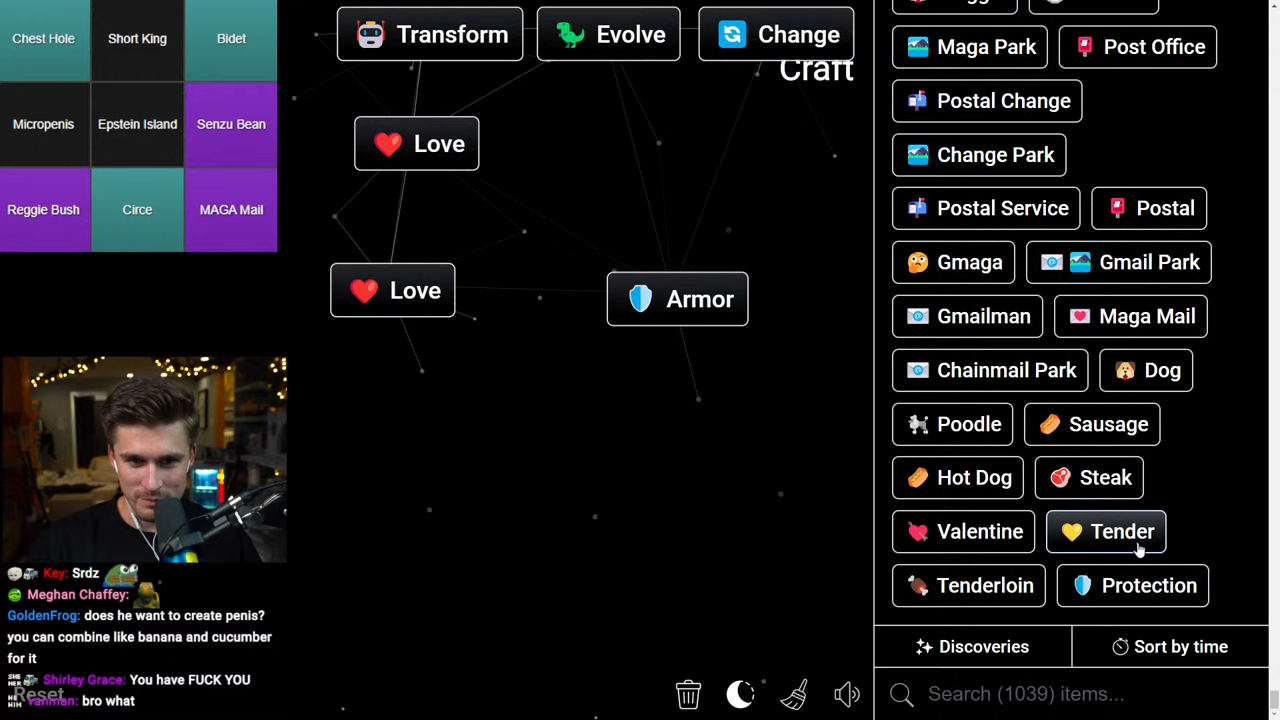 Chest Hole
Short King
Bidet
Micropenis
Epstein Island
Senzu Bean
Reggie Bush
Circe
MAGA Mail
Transform
Evolve
Change
Craft
Love
Love
Armor
Maga Park
Post Office
Postal Change
Change Park
Postal Service
Postal
Gmaga
Gmail Park
Gmailman
Maga Mail
Chainmail Park
Dog
Poodle
Sausage
Hot Dog
Steak
Valentine
Tender
Tenderloin
Protection
Discoveries
Sort by time
Search (1039) items...
Key: Srdz
Meghan Chaffey:
GoldenFrog: does he want to create penis?
you can combine like banana and cucumber
for it
Shirley Grace: You have FUCK YOU
vanman: bro what
Reset